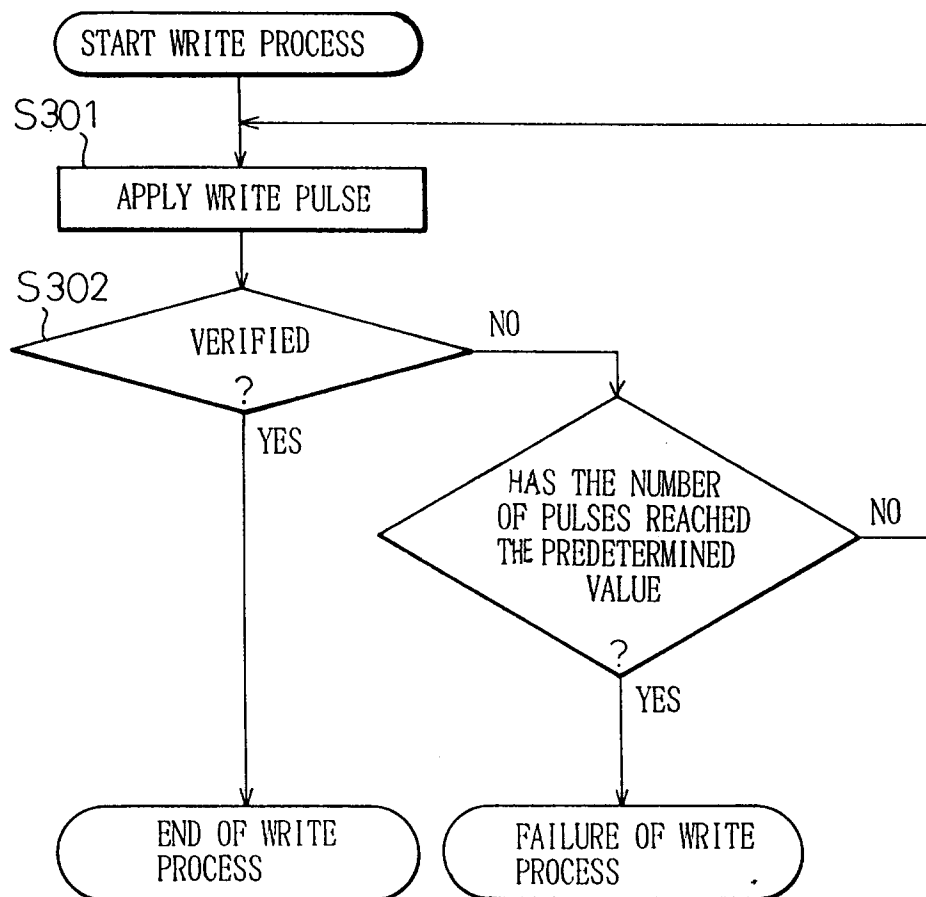 START WRITE PROCESS
S301
APPLY WRITE PULSE
S302
VERIFIED
?
NO
YES
HAS THE NUMBER
OF PULSES REACHED
THE PREDETERMINED
VALUE
?
NO
YES
END OF WRITE
PROCESS
FAILURE OF WRITE
PROCESS